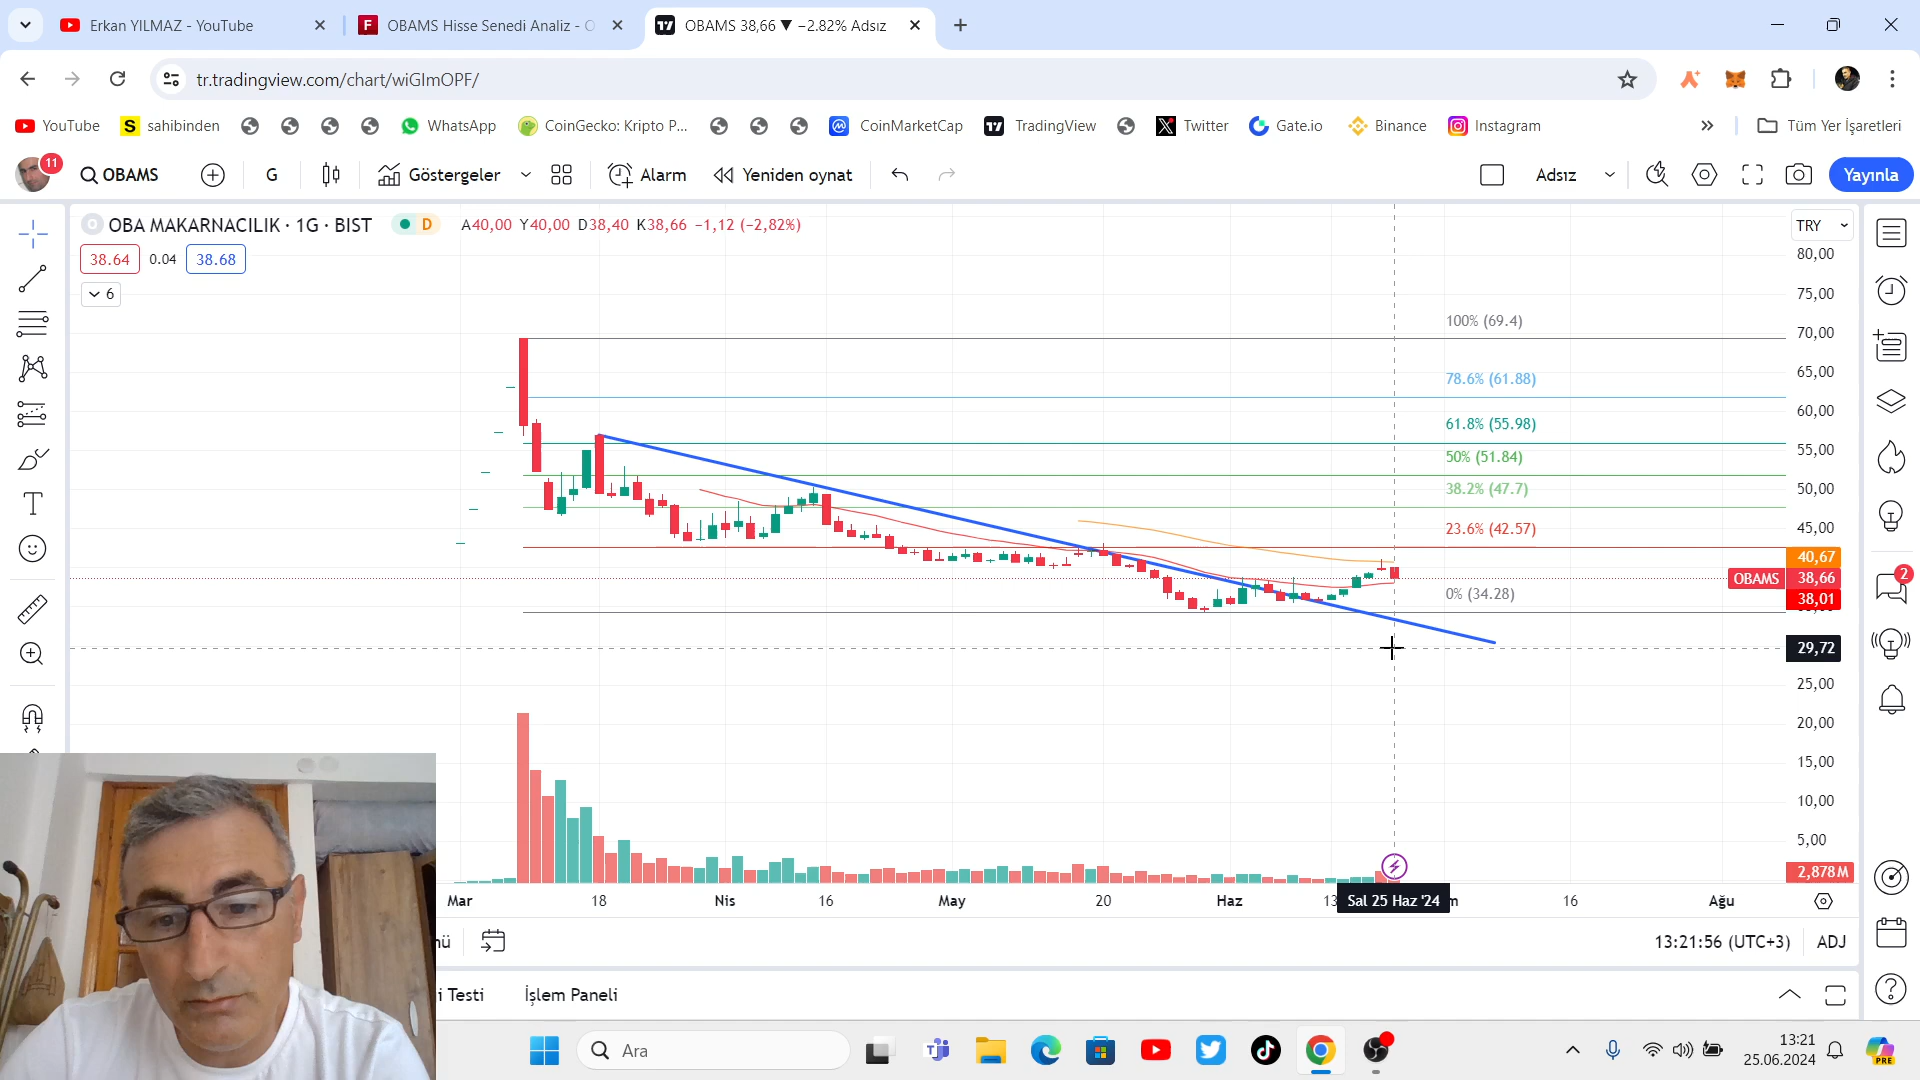 Erkan YILMAZ - YouTube
OBAMS Hisse Senedi Analiz - O
OBAMS 38,66 ▼ −2.82% Adsız
tr.tradingview.com/chart/wiGImOPF/
YouTube
sahibinden
WhatsApp
CoinGecko: Kripto P...
CoinMarketCap
TradingView
Twitter
Gate.io
Binance
Instagram
Tüm Yer İşaretleri
11
OBAMS
G
Göstergeler
Alarm
Yeniden oynat
Adsız
Yayınla
OBA MAKARNACILIK · 1G · BIST
D
A40,00 Y40,00 D38,40 K38,66 −1,12 (−2,82%)
TRY
38.64
0.04
38.68
6
80,00
75,00
70,00
65,00
60,00
55,00
50,00
45,00
40,67
OBAMS
38,66
38,01
29,72
25,00
20,00
15,00
10,00
5,00
2,878M
100% (69.4)
78.6% (61.88)
61.8% (55.98)
50% (51.84)
38.2% (47.7)
23.6% (42.57)
0% (34.28)
2
Mar
18
Nis
16
May
20
Haz
13
Sal 25 Haz '24
16
Ağu
13:21:56 (UTC+3)
ADJ
i Testi
İşlem Paneli
Ara
13:21
25.06.2024
PRE